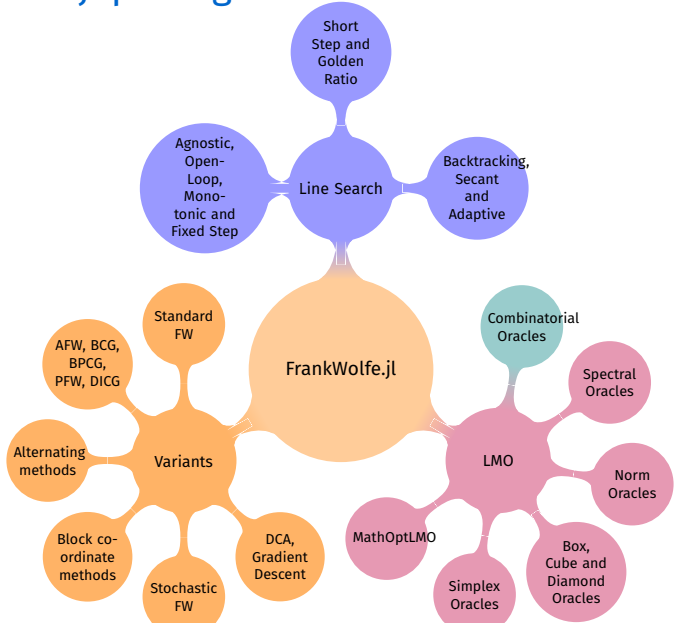 Short
Step and
Golden
Ratio
Agnostic,
Open-
Loop,
Mono-
tonic and
Fixed Step
Line Search
Backtracking,
Secant
and
Adaptive
FrankWolfe.jl
Standard
FW
AFW, BCG,
BPCG,
PFW, DICG
Alternating
methods
Variants
Block co-
ordinate
methods
Stochastic
FW
DCA,
Gradient
Descent
Combinatorial
Oracles
Spectral
Oracles
LMO
Norm
Oracles
MathOptLMO
Simplex
Oracles
Box,
Cube and
Diamond
Oracles